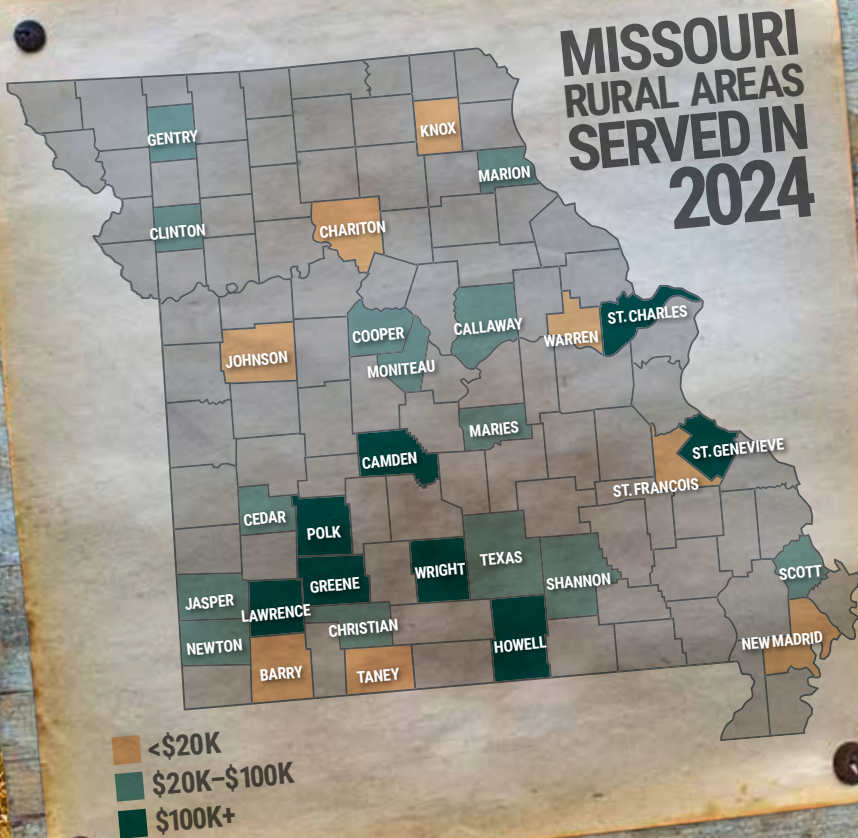 MISSOURI
RURAL AREAS
SERVED IN
2024
GENTRY
KNOX
MARION
CLINTON
CHARITON
ST. CHARLES
COOPER
CALLAWAY
WARREN
JOHNSON
MONITEAU
MARIES
ST. GENEVIEVE
CAMDEN
ST. FRANCOIS
CEDAR
POLK
TEXAS
WRIGHT
SCOTT
GREENE
SHANNON
JASPER
LAWRENCE
CHRISTIAN
NEW MADRID
NEWTON
HOWELL
BARRY
TANEY
<$20K
$20K–$100K
$100K+